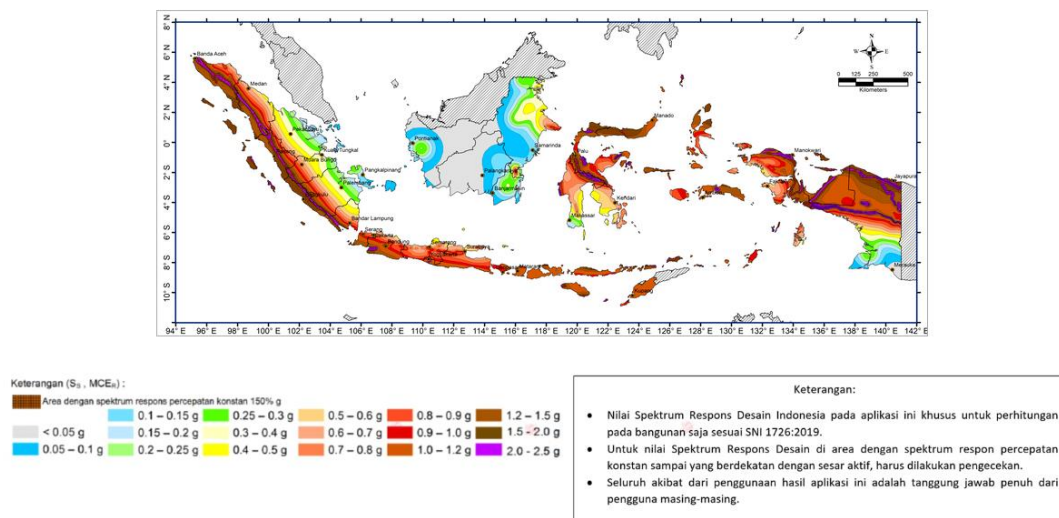 8° N
6° N
4° N
2° N
0°
2° S
4° S
6° S
8° S
10° S
94° E 96° E 98° E 100° E 102° E 104° E 106° E 108° E 110° E 112° E 114° E 116° E 118° E 120° E 122° E 124° E 126° E 128° E 130° E 132° E 134° E 136° E 138° E 140° E 142° E
N
W E
S
0 125 250 500
Kilometers
Banda Aceh
Medan
Pekanbaru
Kuala Tungkal
Muara Bungo
Pangkalpinang
Palembang
Bandar Lampung
Serang
Bandung
Semarang
Surabaya
Mataram
Kupang
Pontianak
Palangkaraya
Banjarmasin
Samarinda
Manado
Palu
Kendari
Makassar
Manokwari
Jayapura
Merauke
Keterangan (SS , MCER) :
Area dengan spektrum respons percepatan konstan 150% g
0.1 – 0.15 g 0.25 – 0.3 g 0.5 – 0.6 g 0.8 – 0.9 g 1.2 – 1.5 g
< 0.05 g 0.15 – 0.2 g 0.3 – 0.4 g 0.6 – 0.7 g 0.9 – 1.0 g 1.5 – 2.0 g
0.05 – 0.1 g 0.2 – 0.25 g 0.4 – 0.5 g 0.7 – 0.8 g 1.0 – 1.2 g 2.0 - 2.5 g
Keterangan:
• Nilai Spektrum Respons Desain Indonesia pada aplikasi ini khusus untuk perhitungan
pada bangunan saja sesuai SNI 1726:2019.
• Untuk nilai Spektrum Respons Desain di area dengan spektrum respon percepatan
konstan sampai yang berdekatan dengan sesar aktif, harus dilakukan pengecekan.
• Seluruh akibat dari penggunaan hasil aplikasi ini adalah tanggung jawab penuh dari
pengguna masing-masing.